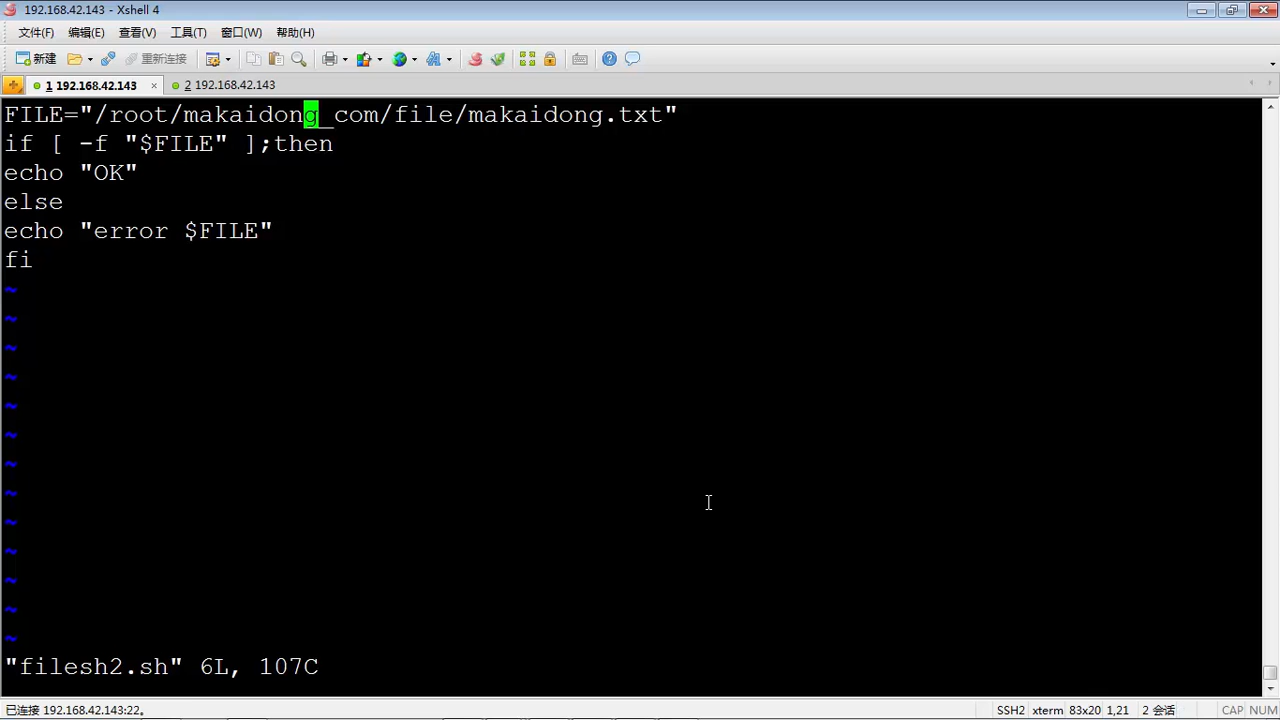 192.168.42.143 - Xshell 4
文件(F) 编辑(E) 查看(V) 工具(T) 窗口(W) 帮助(H)
新建 重新连接
1 192.168.42.143 × 2 192.168.42.143
FILE="/root/makaidong_com/file/makaidong.txt"
if [ -f "$FILE" ];then
echo "OK"
else
echo "error $FILE"
fi
~
~
~
~
~
~
~
~
~
~
~
~
~
"filesh2.sh" 6L, 107C
已连接 192.168.42.143:22。 SSH2 xterm 83x20 1,21 2 会话 CAP NUM